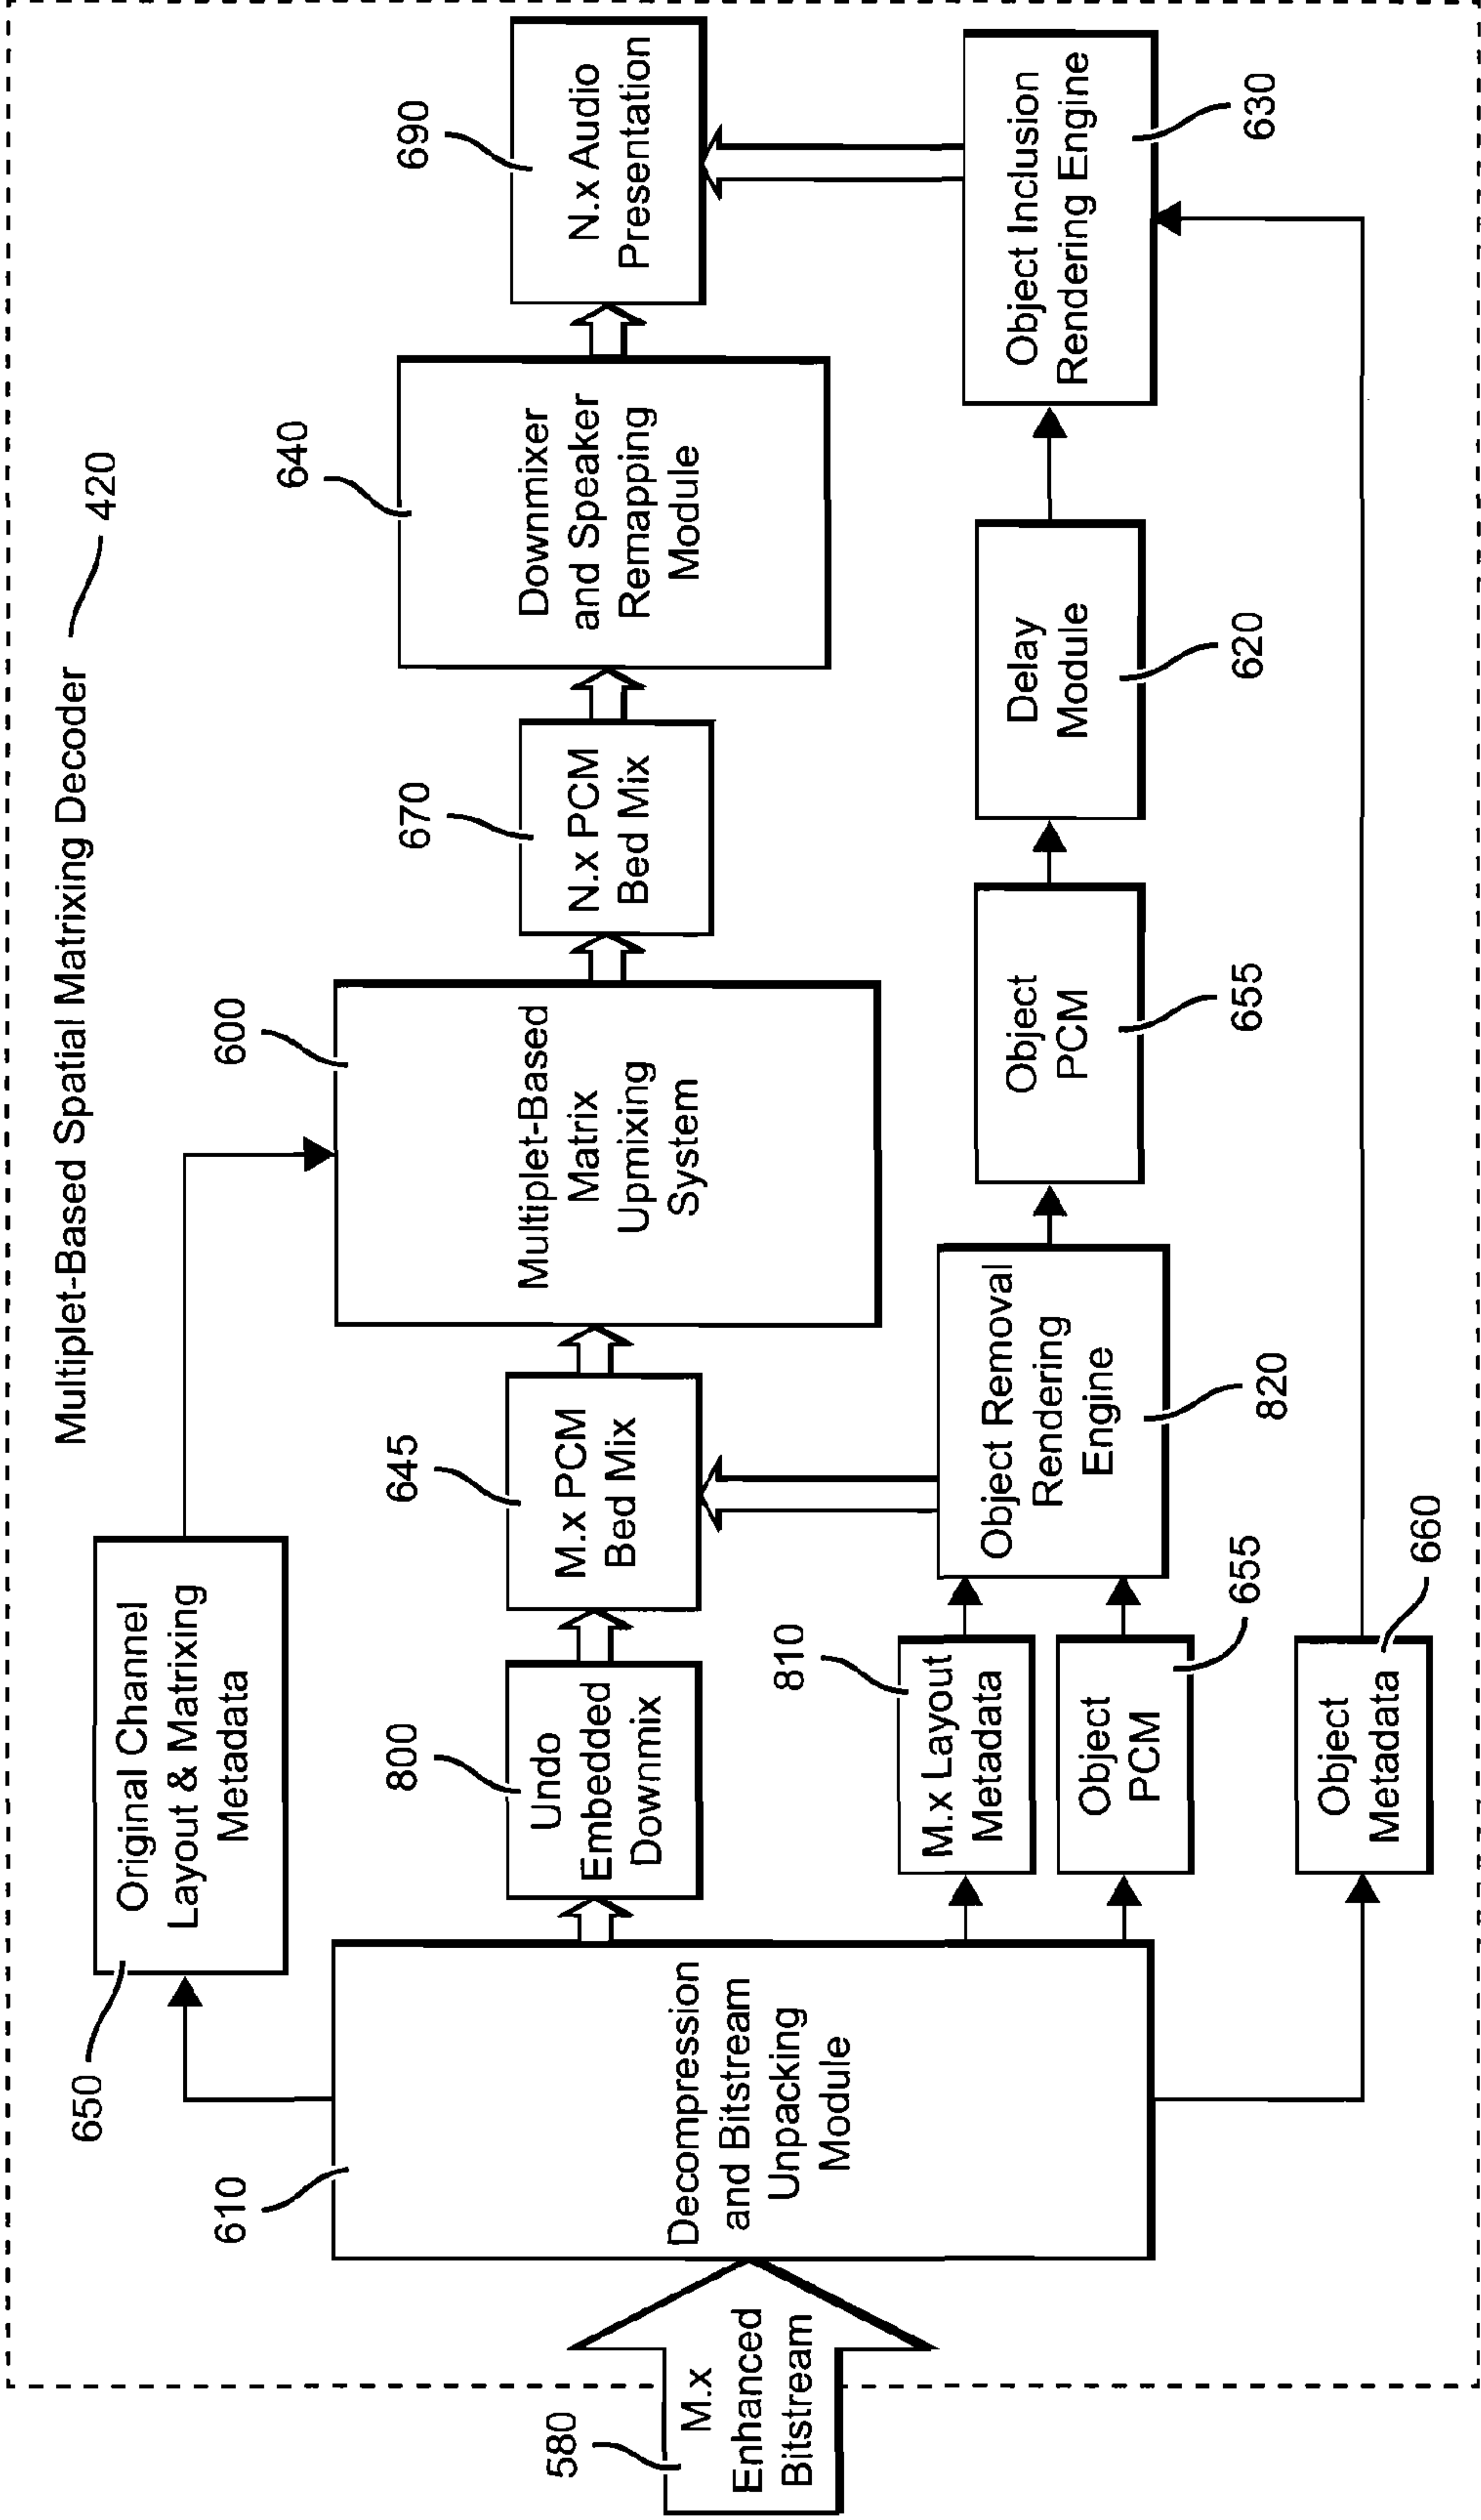 Multiplet-Based Spatial Matrixing Decoder
420
650
Original Channel
Layout & Matrixing
Metadata
610
Decompression
and Bitstream
Unpacking
Module
580
M.x
Enhanced
Bitstream
800
Undo
Embedded
Downmix
645
M.x PCM
Bed Mix
600
Multiplet-Based
Matrix
Upmixing
System
670
N.x PCM
Bed Mix
640
Downmixer
and Speaker
Remapping
Module
690
N.x Audio
Presentation
810
M.x Layout
Metadata
Object
PCM
655
Object Removal
Rendering
Engine
820
Object
PCM
655
Delay
Module
620
Object Inclusion
Rendering Engine
630
Object
Metadata
660